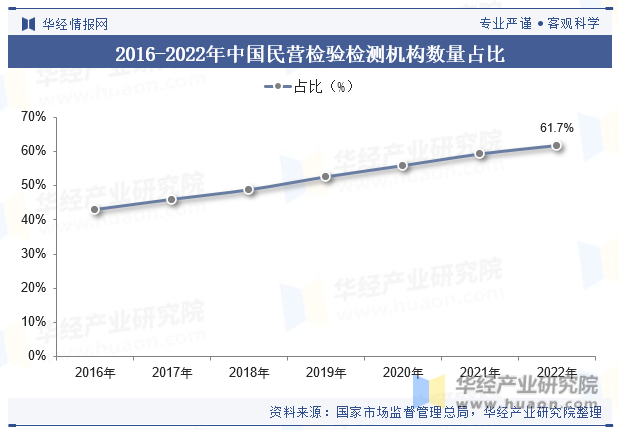 华经情报网
专业严谨●客观科学
2016-2022年中国民营检验检测机构数量占比
占比（%）
70%
61.7%
60%
50%
40%
30%
20%
10%
0%
2016年 2017年 2018年 2019年 2020年 2021年 2022年
华经产业研究院
www.huaon.com
资料来源：国家市场监督管理总局，华经产业研究院整理